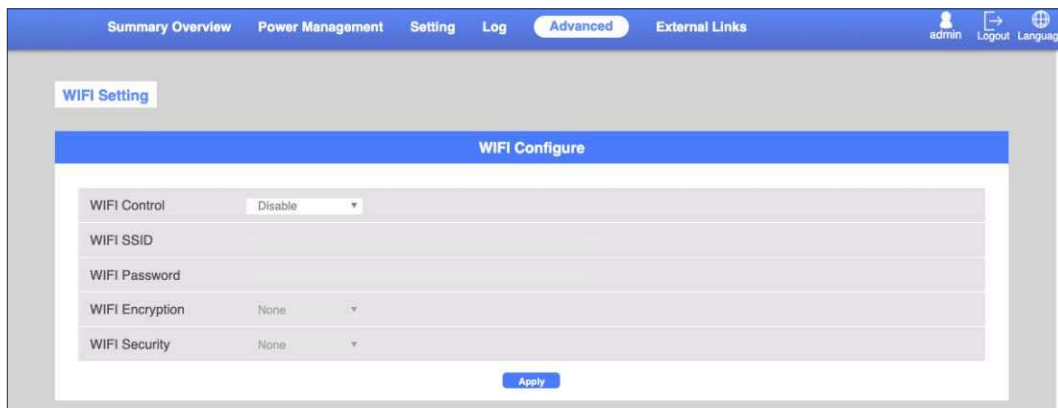 Summary Overview Power Management Setting Log Advanced External Links admin Logout Languag
WIFI Setting
WIFI Configure
WIFI Control Disable
WIFI SSID
WIFI Password
WIFI Encryption None
WIFI Security None
Apply